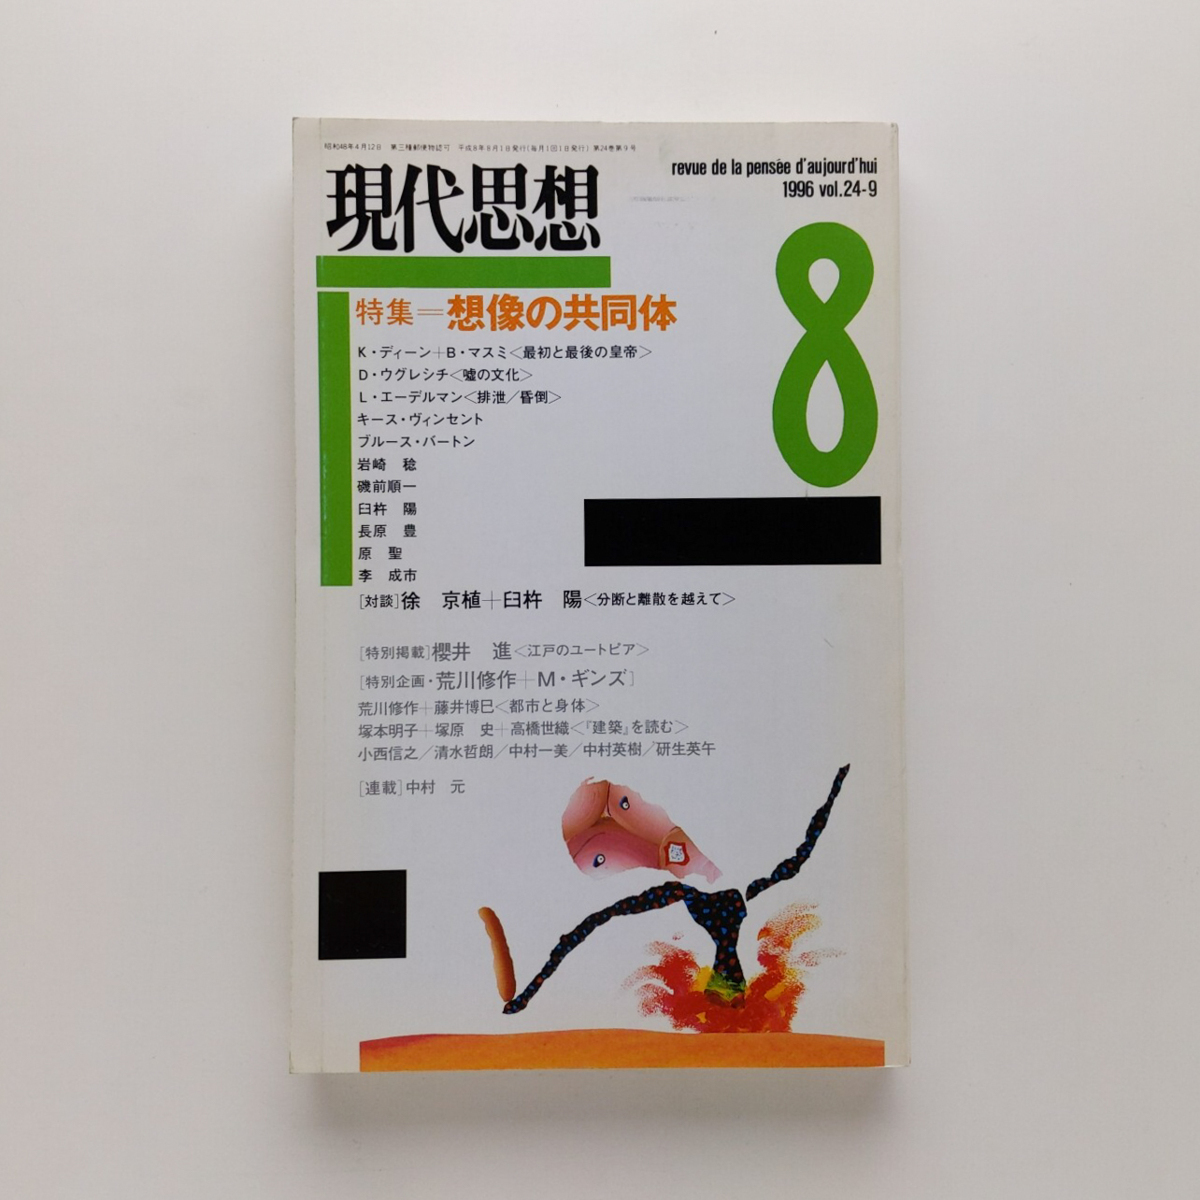 昭和48年4月12日 第三種郵便物認可 平成8年8月1日発行(毎月1回1日発行) 第24巻第9号
revue de la pensée d'aujourd'hui
1996 vol.24-9
現代思想
8
特集=想像の共同体
K・ディーン+B・マスミ<最初と最後の皇帝>
D・ウグレシチ<嘘の文化>
L・エーデルマン<排泄/昏倒>
キース・ヴィンセント
ブルース・バートン
岩崎 稔
磯前順一
臼杵 陽
長原 豊
原 聖
李 成市
[対談]徐 京植+臼杵 陽<分断と離散を越えて>
[特別掲載]櫻井 進<江戸のユートピア>
[特別企画・荒川修作+M・ギンズ]
荒川修作+藤井博巳<都市と身体>
塚本明子+塚原 史+高橋世織<『建築』を読む>
小西信之/清水哲朗/中村一美/中村英樹/研生英午
[連載]中村 元